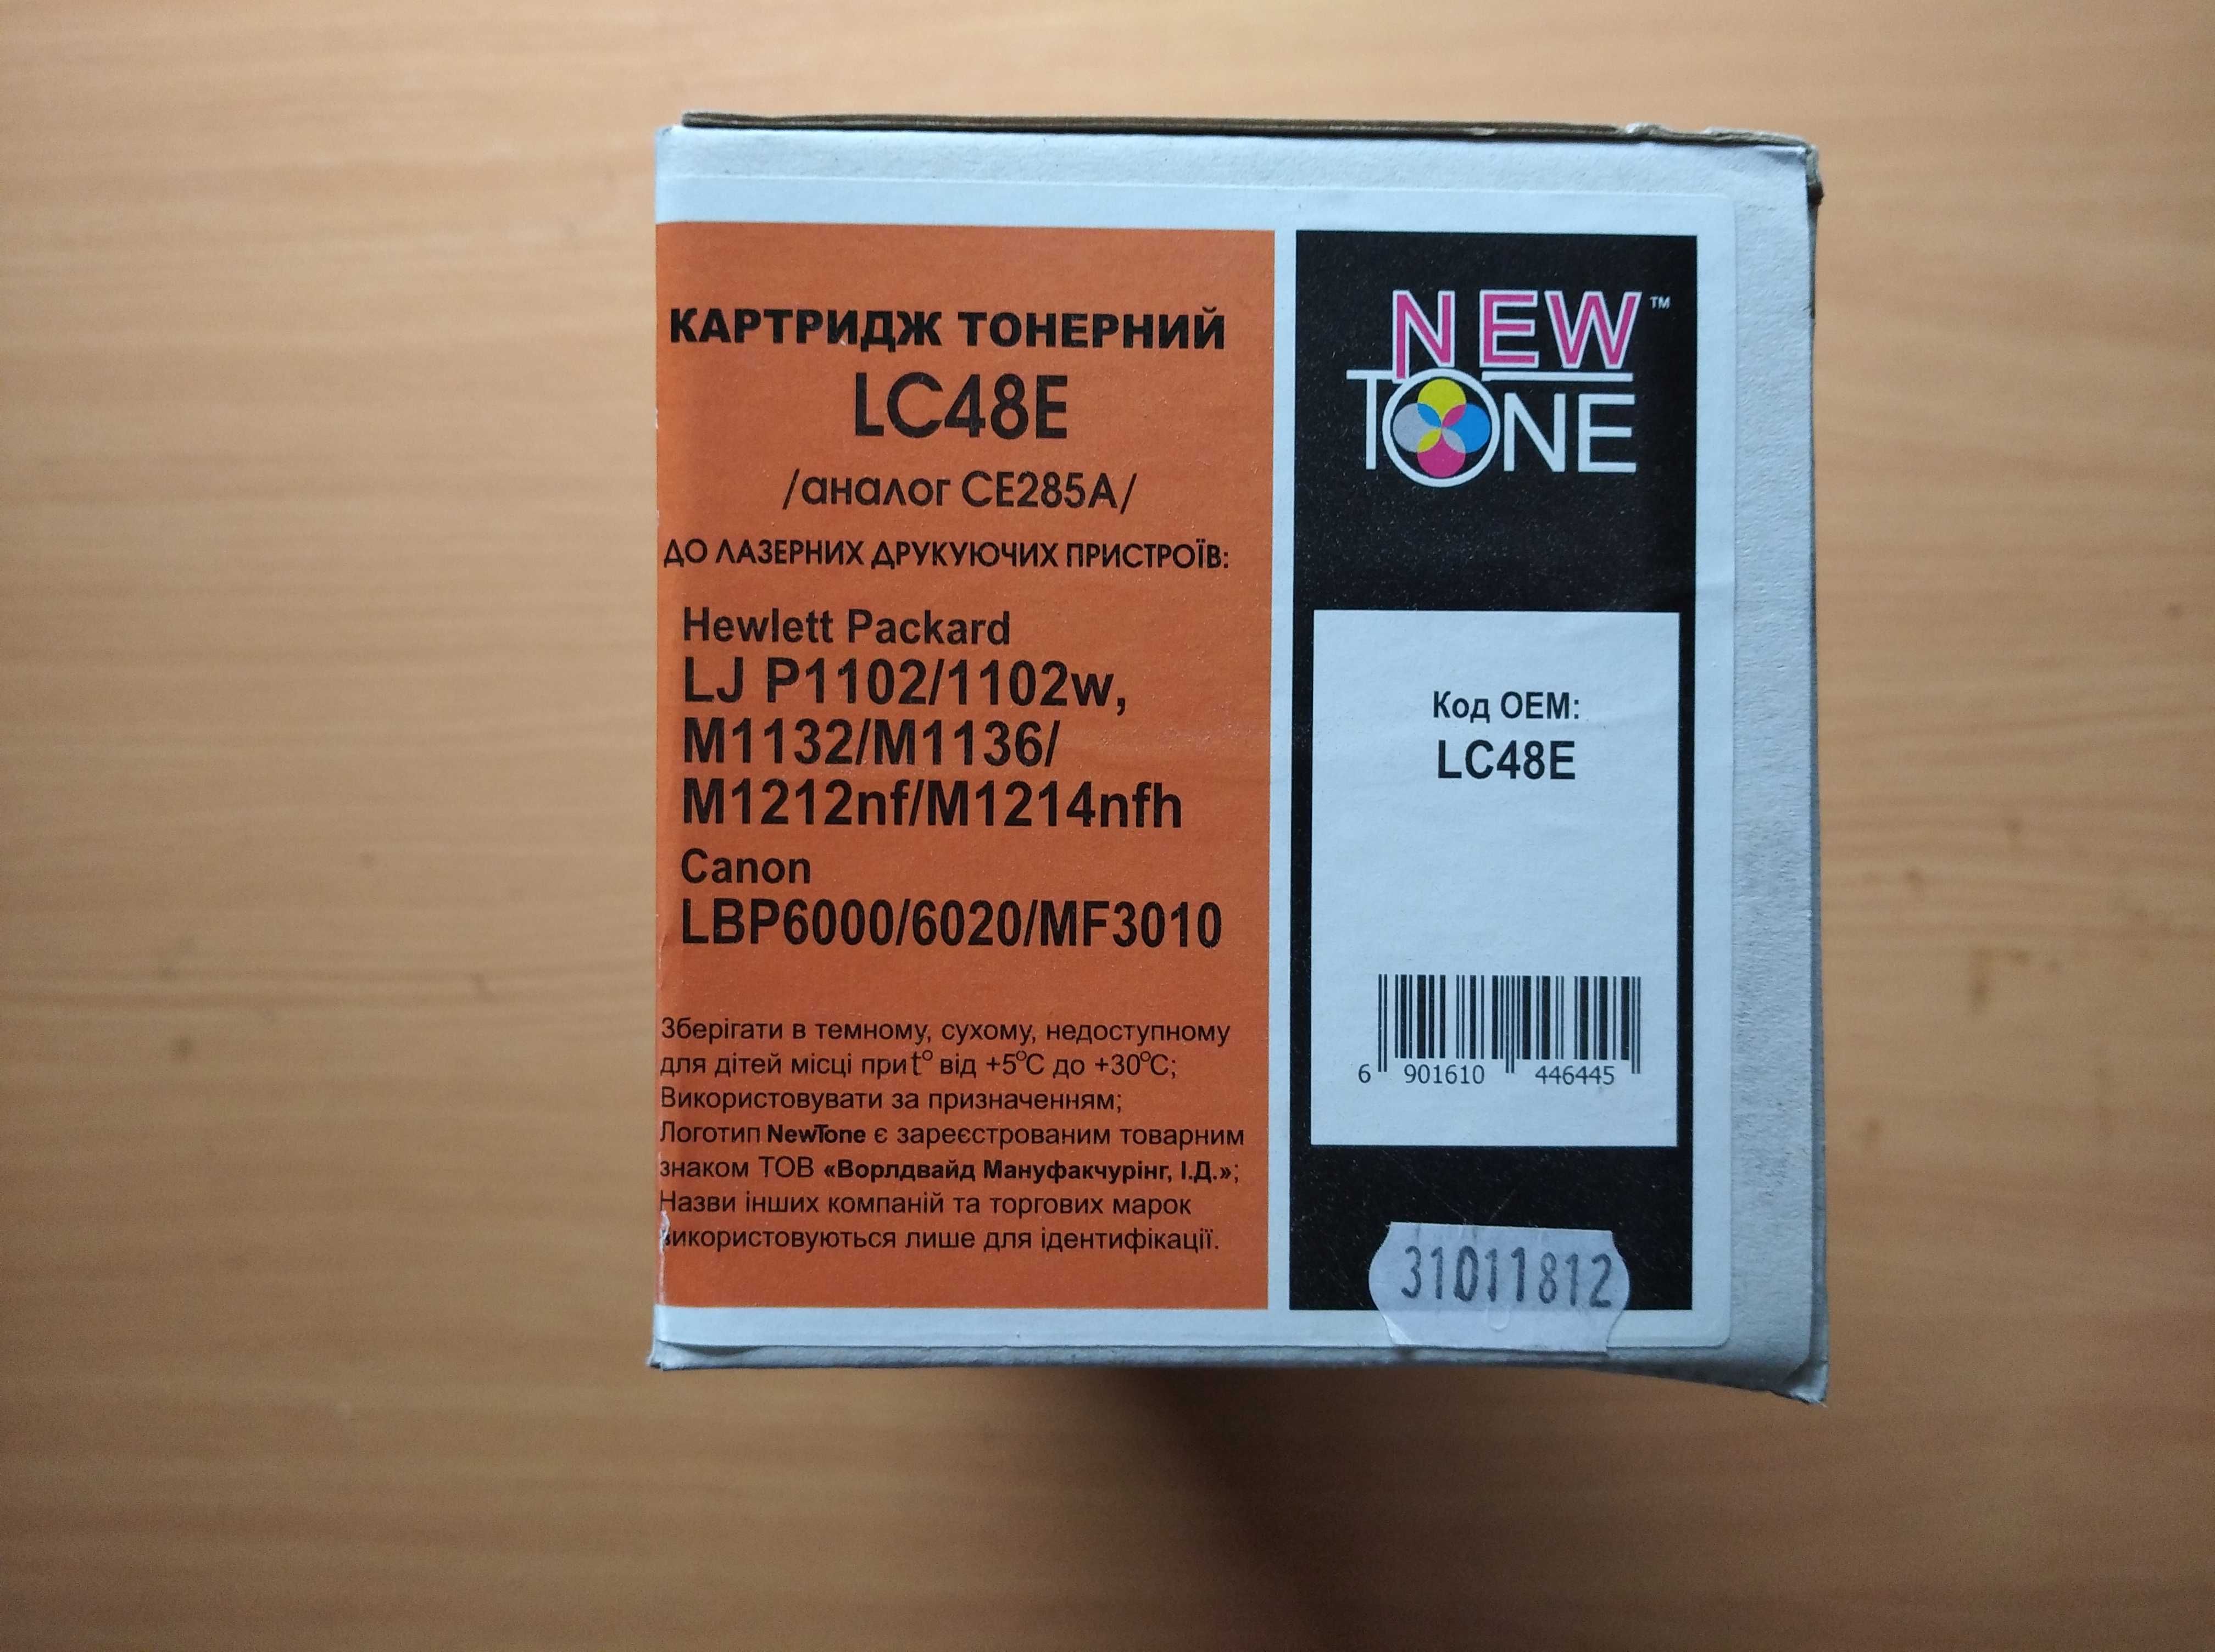 КАРТРИДЖ ТОНЕРНИЙ
LC48E
/аналог CE285A/
ДО ЛАЗЕРНИХ ДРУКУЮЧИХ ПРИСТРОЇВ:
Hewlett Packard
LJ P1102/1102w,
M1132/M1136/
M1212nf/M1214nfh
Canon
LBP6000/6020/MF3010
Зберігати в темному, сухому, недоступному
для дітей місці при t° від +5°C до +30°C;
Використовувати за призначенням;
Логотип NewTone є зареєстрованим товарним
знаком ТОВ «Ворлдвайд Мануфакчурінг, І.Д.»;
Назви інших компаній та торгових марок
використовуються лише для ідентифікації.
NEW™
TONE
Код OEM:
LC48E
6 901610 446445
31011812